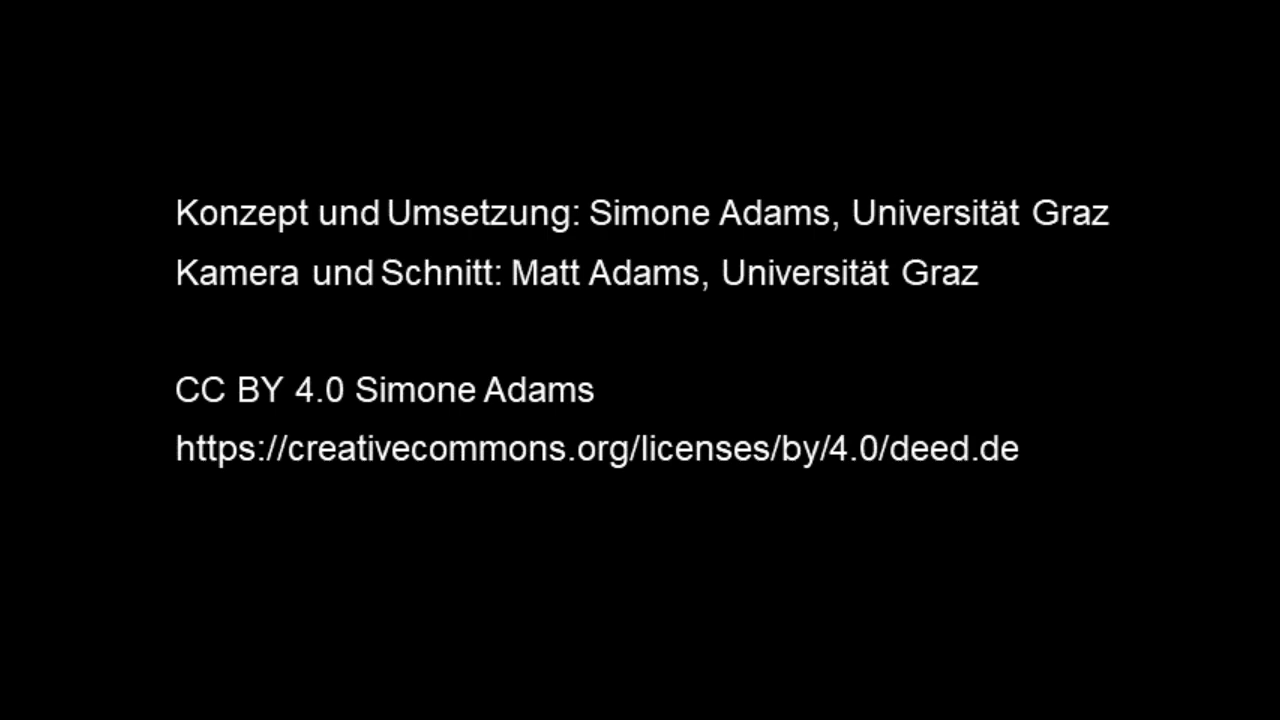 Konzept und Umsetzung: Simone Adams, Universität Graz
Kamera und Schnitt: Matt Adams, Universität Graz
CC BY 4.0 Simone Adams
https://creativecommons.org/licenses/by/4.0/deed.de